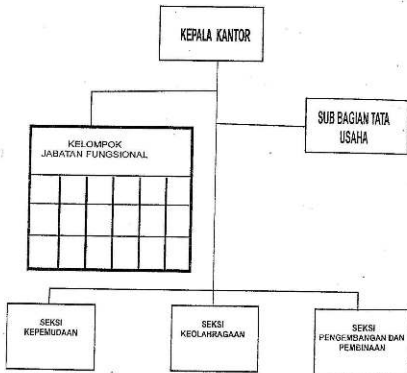 KEPALA KANTOR
SUB BAGIAN TATA
USAHA
KELOMPOK
JABATAN FUNGSIONAL
SEKSI
KEPEMUDAAN
SEKSI
KEOLAHRAGAAN
SEKSI
PENGEMBANGAN DAN
PEMBINAAN